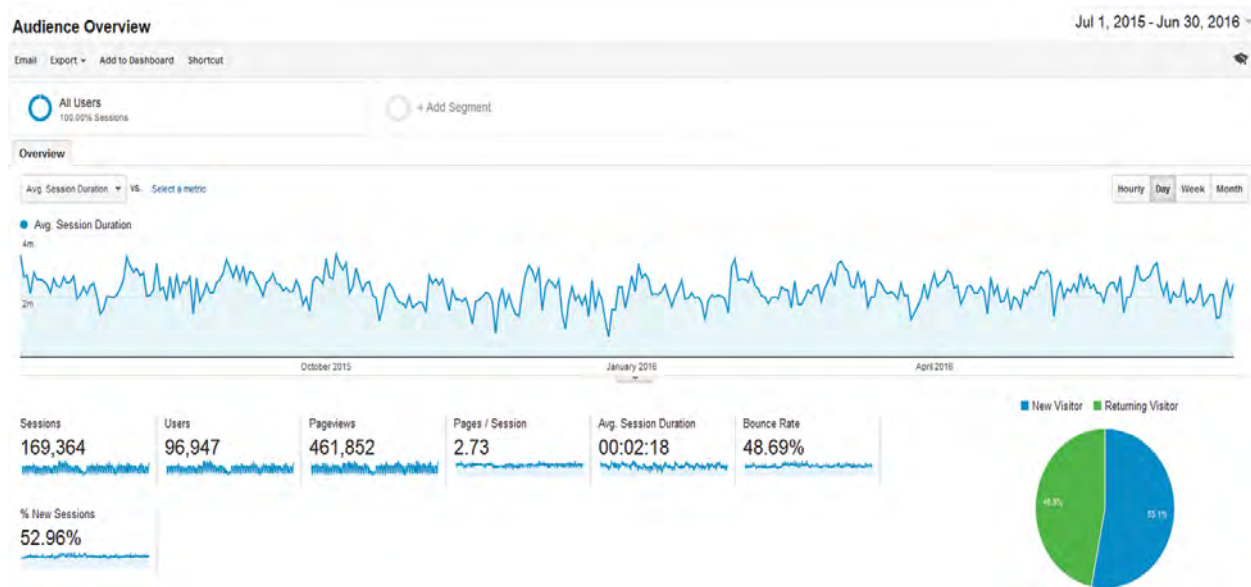 Audience Overview
Jul 1, 2015 - Jun 30, 2016
Email Export Add to Dashboard Shortcut
All Users
100.00% Sessions
+ Add Segment
Overview
Avg. Session Duration VS. Select a metric
Hourly Day Week Month
Avg. Session Duration
4m
2m
October 2015 January 2016 April 2016
New Visitor Returning Visitor
Sessions Users Pageviews Pages / Session Avg. Session Duration Bounce Rate
169,364 96,947 461,852 2.73 00:02:18 48.69%
% New Sessions
52.96%
46.9%
53.1%